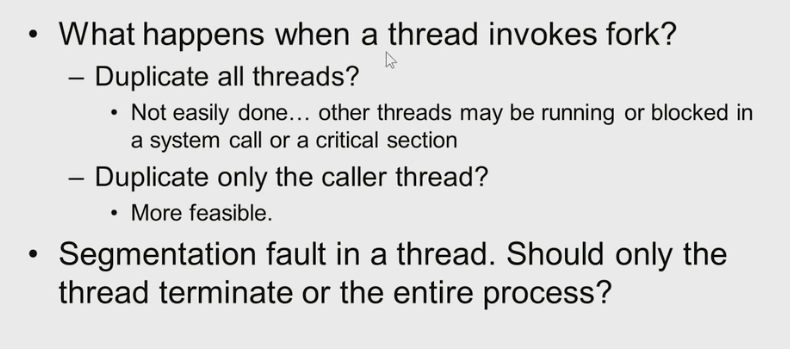 • What happens when a thread invokes fork?
– Duplicate all threads?
• Not easily done… other threads may be running or blocked in
a system call or a critical section
– Duplicate only the caller thread?
• More feasible.
• Segmentation fault in a thread. Should only the
thread terminate or the entire process?